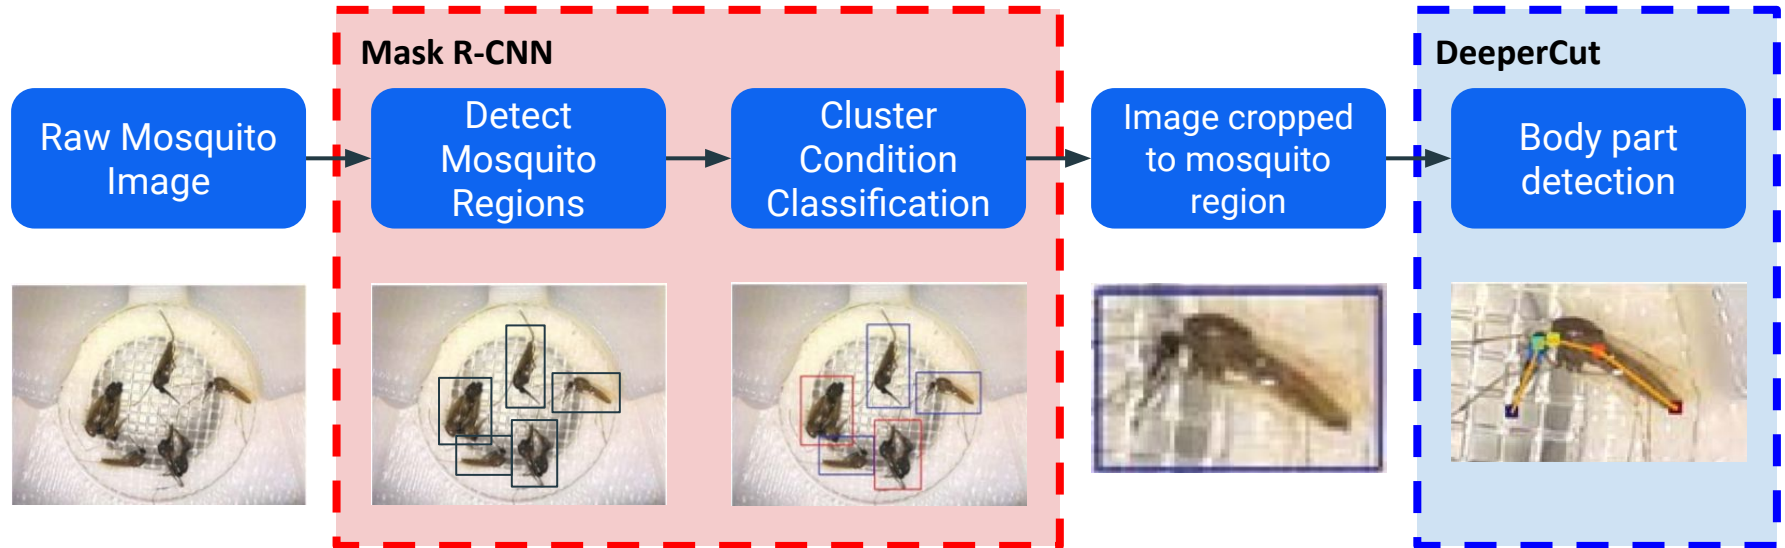 Mask R-CNN
DeeperCut
Raw Mosquito
Image
Detect
Mosquito
Regions
Cluster
Condition
Classification
Image cropped
to mosquito
region
Body part
detection